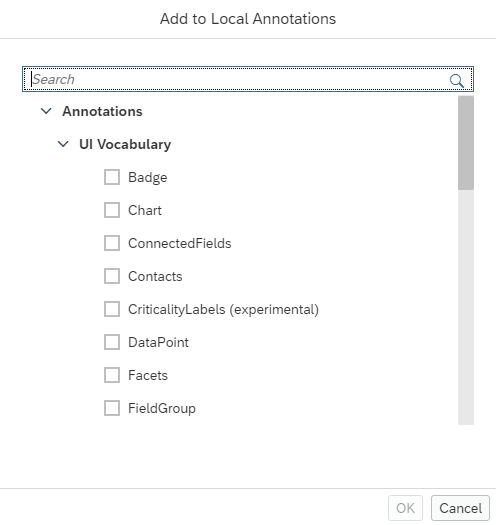 Add to Local Annotations
Search
Annotations
UI Vocabulary
Badge
Chart
ConnectedFields
Contacts
CriticalityLabels (experimental)
DataPoint
Facets
FieldGroup
OK Cancel